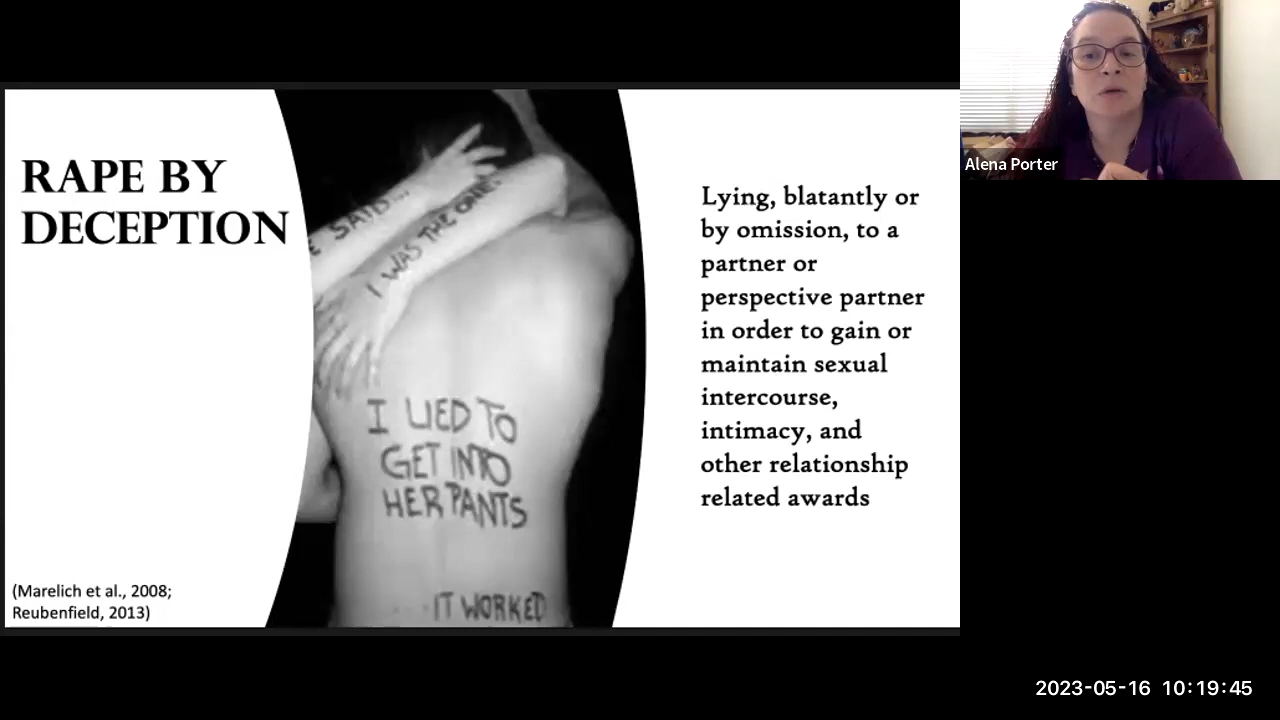 RAPE BY
DECEPTION
SAID...
I WAS THE ONE.
I LIED TO
GET INTO
HER PANTS
IT WORKED
(Marelich et al., 2008;
Reubenfield, 2013)
Lying, blatantly or
by omission, to a
partner or
perspective partner
in order to gain or
maintain sexual
intercourse,
intimacy, and
other relationship
related awards
Alena Porter
2023-05-16 10:19:45